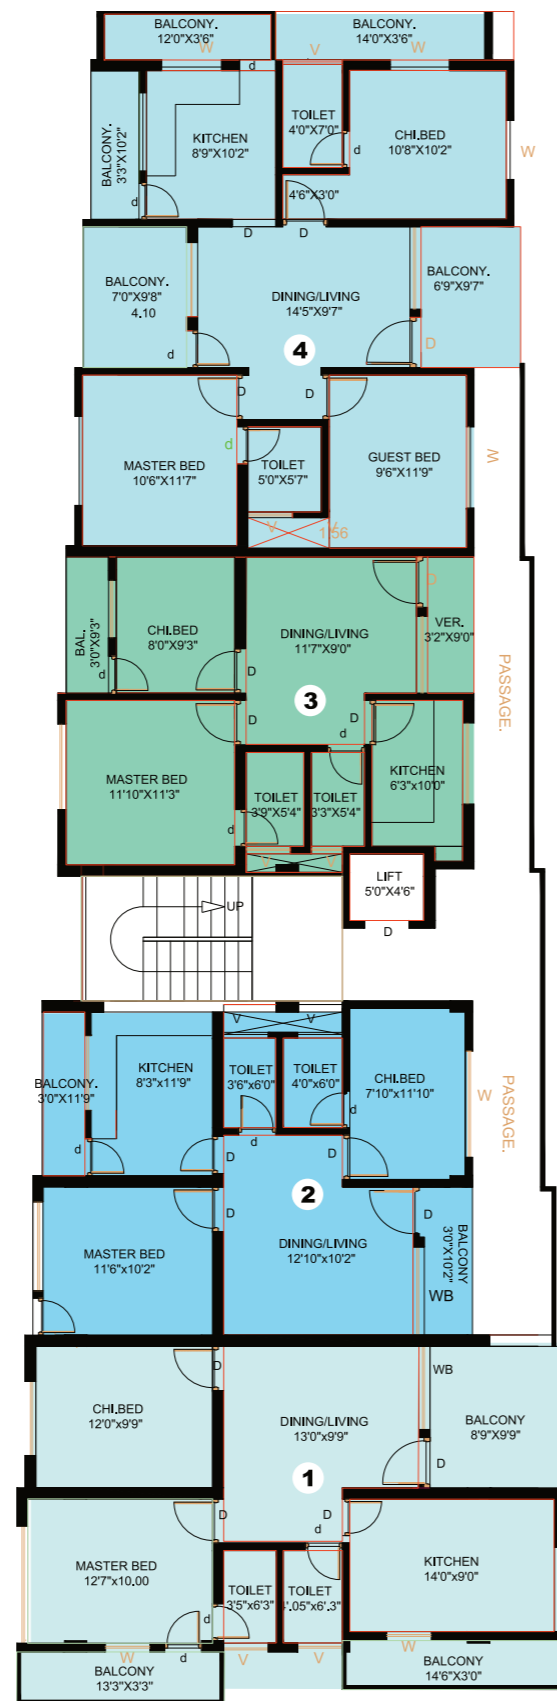 BALCONY.
12'0"X3'6"
BALCONY.
14'0"X3'6"
W
V
W
d
BALCONY.
3'3"X10'2"
KITCHEN
8'9"X10'2"
TOILET
4'0"X7'0"
CHI.BED
10'8"X10'2"
W
d
d
4'6"X3'0"
D
D
BALCONY.
7'0"X9'8"
4.10
DINING/LIVING
14'5"X9'7"
BALCONY.
6'9"X9'7"
4
D
d
D
D
MASTER BED
10'6"X11'7"
d
TOILET
5'0"X5'7"
GUEST BED
9'6"X11'9"
W
V
V
1.56
BAL.
3'0"X9'3"
CHI.BED
8'0"X9'3"
DINING/LIVING
11'7"X9'0"
D
VER.
3'2"X9'0"
d
D
PASSAGE.
3
D
D
d
MASTER BED
11'10"X11'3"
KITCHEN
6'3"x10'0"
TOILET
3'9"X5'4"
TOILET
3'3"X5'4"
d
V
V
LIFT
5'0"X4'6"
D
UP
V
V
BALCONY.
3'0"X11'9"
KITCHEN
8'3"x11'9"
TOILET
3'6"x6'0"
TOILET
4'0"x6'0"
CHI.BED
7'10"x11'10"
W
PASSAGE.
d
d
d
D
D
2
D
D
MASTER BED
11'6"x10'2"
DINING/LIVING
12'10"x10'2"
BALCONY
3'0"X10'2"
WB
D
WB
CHI.BED
12'0"x9'9"
DINING/LIVING
13'0"x9'9"
BALCONY
8'9"X9'9"
D
1
D
D
d
MASTER BED
12'7"x10.00
TOILET
3'5"x6'3"
TOILET
4'.05"x6'.3"
KITCHEN
14'0"x9'0"
d
W
d
V
V
W
BALCONY
13'3"X3'3"
BALCONY
14'6"X3'0"